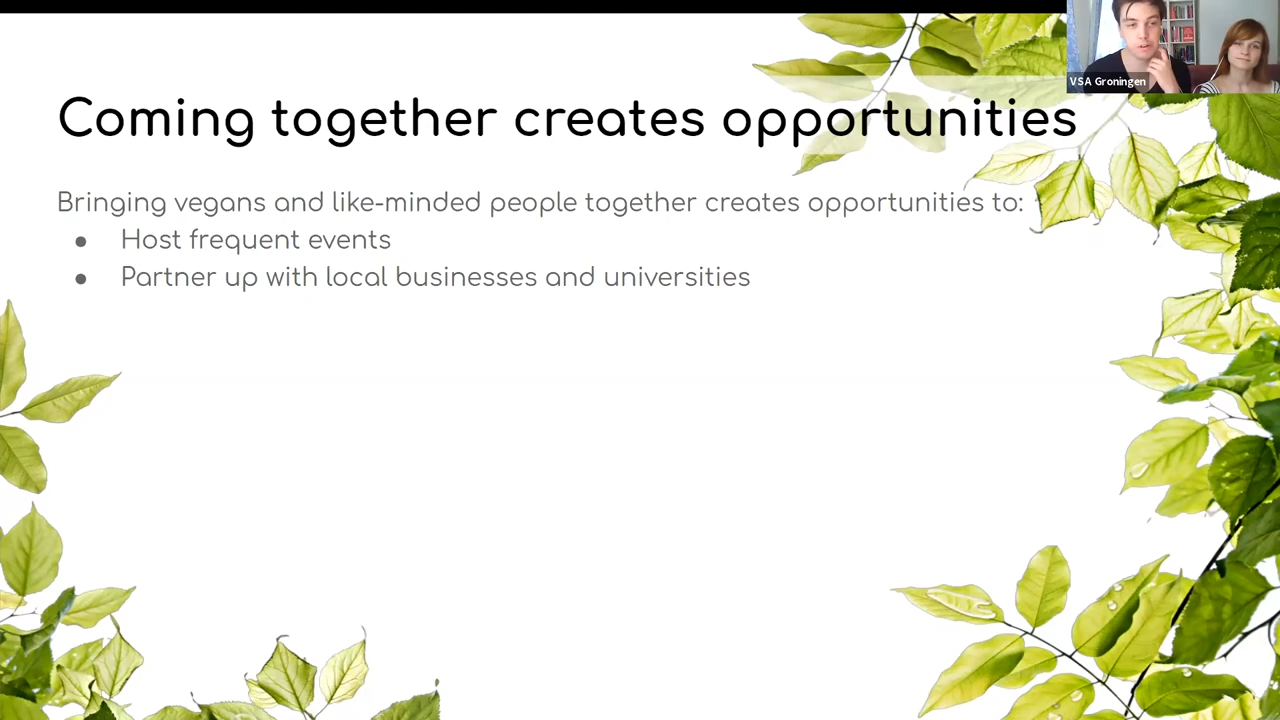 VSA Groningen
Coming together creates opportunities
Bringing vegans and like-minded people together creates opportunities to:
● Host frequent events
● Partner up with local businesses and universities